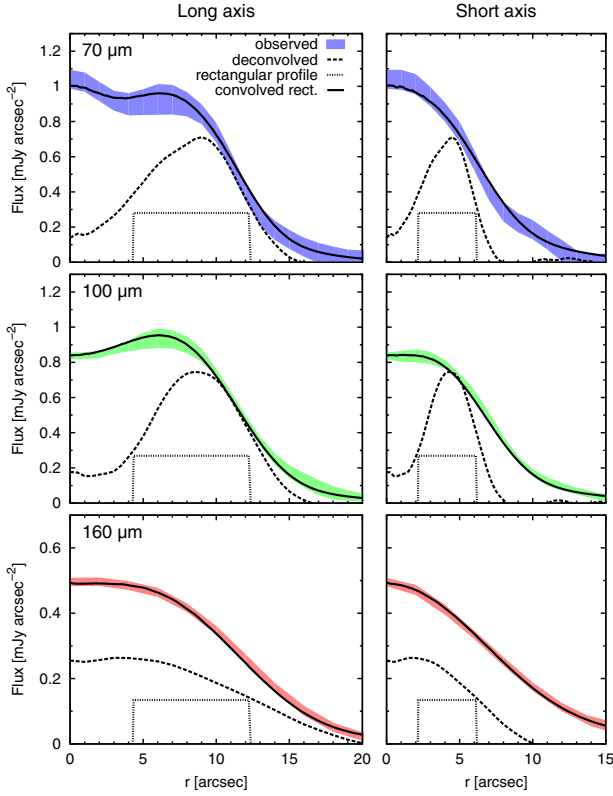 Long axis Short axis
70 μm
observed
deconvolved
rectangular profile
convolved rect.
Flux [mJy arcsec−2]
1.2
1
0.8
0.6
0.4
0.2
0
100 μm
Flux [mJy arcsec−2]
1.2
1
0.8
0.6
0.4
0.2
0
160 μm
Flux [mJy arcsec−2]
0.6
0.4
0.2
0
0 5 10 15 20 0 5 10 15
r [arcsec] r [arcsec]